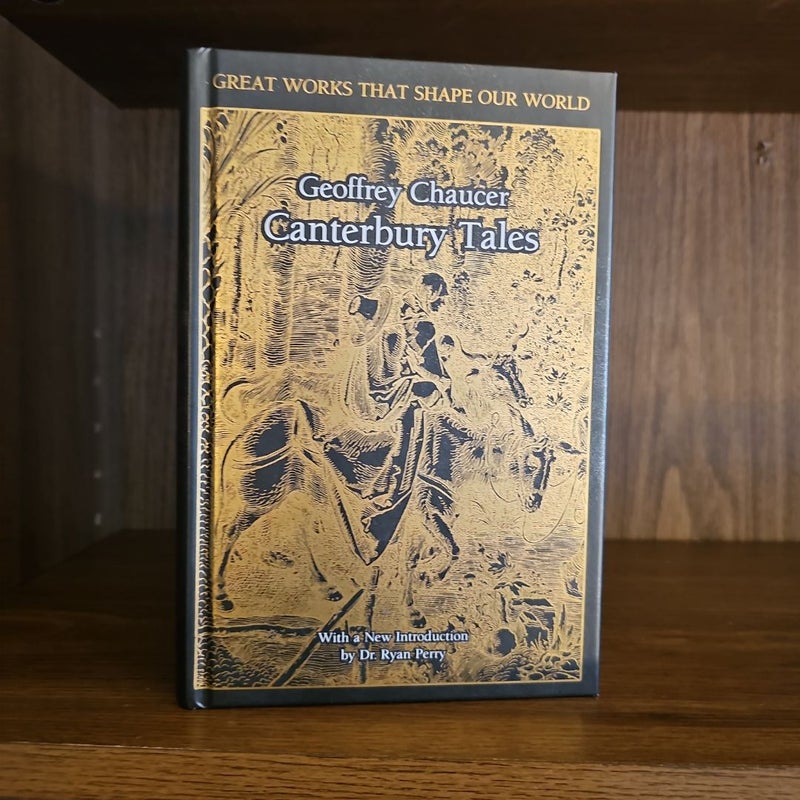 GREAT WORKS THAT SHAPE OUR WORLD
Geoffrey Chaucer
Canterbury Tales
With a New Introduction
by Dr. Ryan Perry